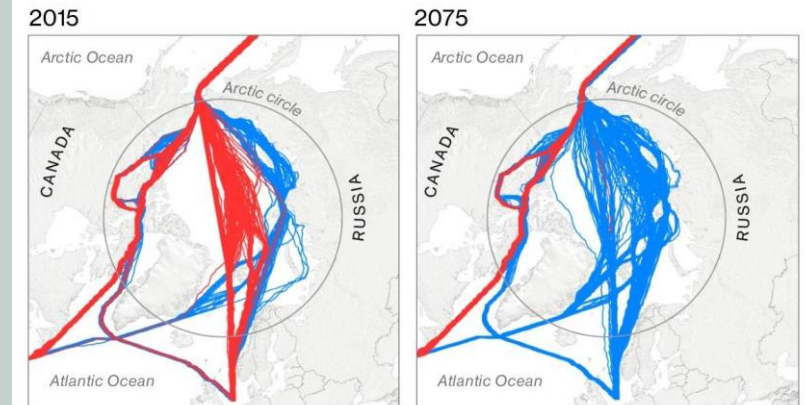 2015
Arctic Ocean
Arctic circle
CANADA
RUSSIA
Atlantic Ocean
2075
Arctic Ocean
Arctic circle
CANADA
RUSSIA
Atlantic Ocean